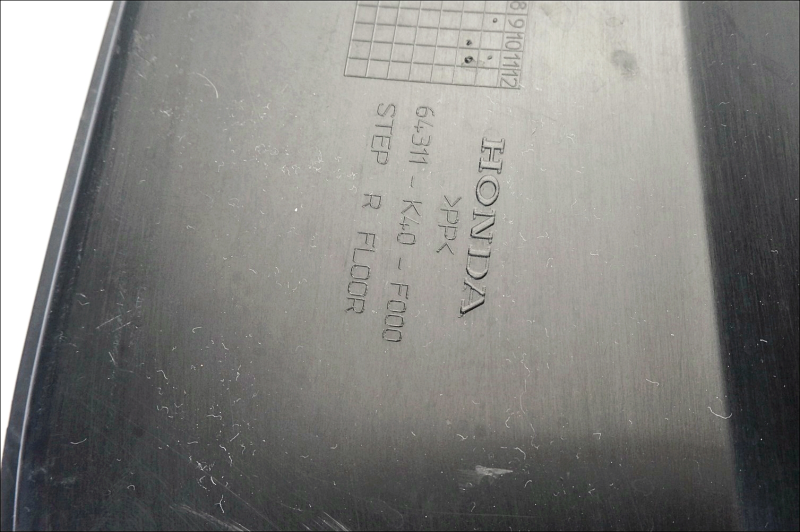 8 9 10 11 12
HONDA
>PP<
64311-K40-F000
STEP R FLOOR